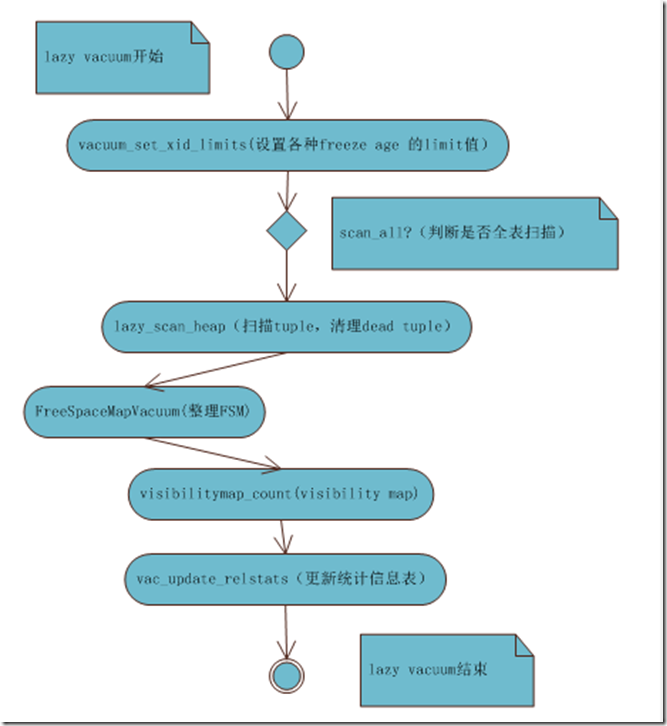 lazy vacuum开始
vacuum_set_xid_limits(设置各种freeze age 的limit值）
scan_all?（判断是否全表扫描）
lazy_scan_heap（扫描tuple，清理dead tuple）
FreeSpaceMapVacuum(整理FSM)
visibilitymap_count(visibility map)
vac_update_relstats（更新统计信息表）
lazy vacuum结束